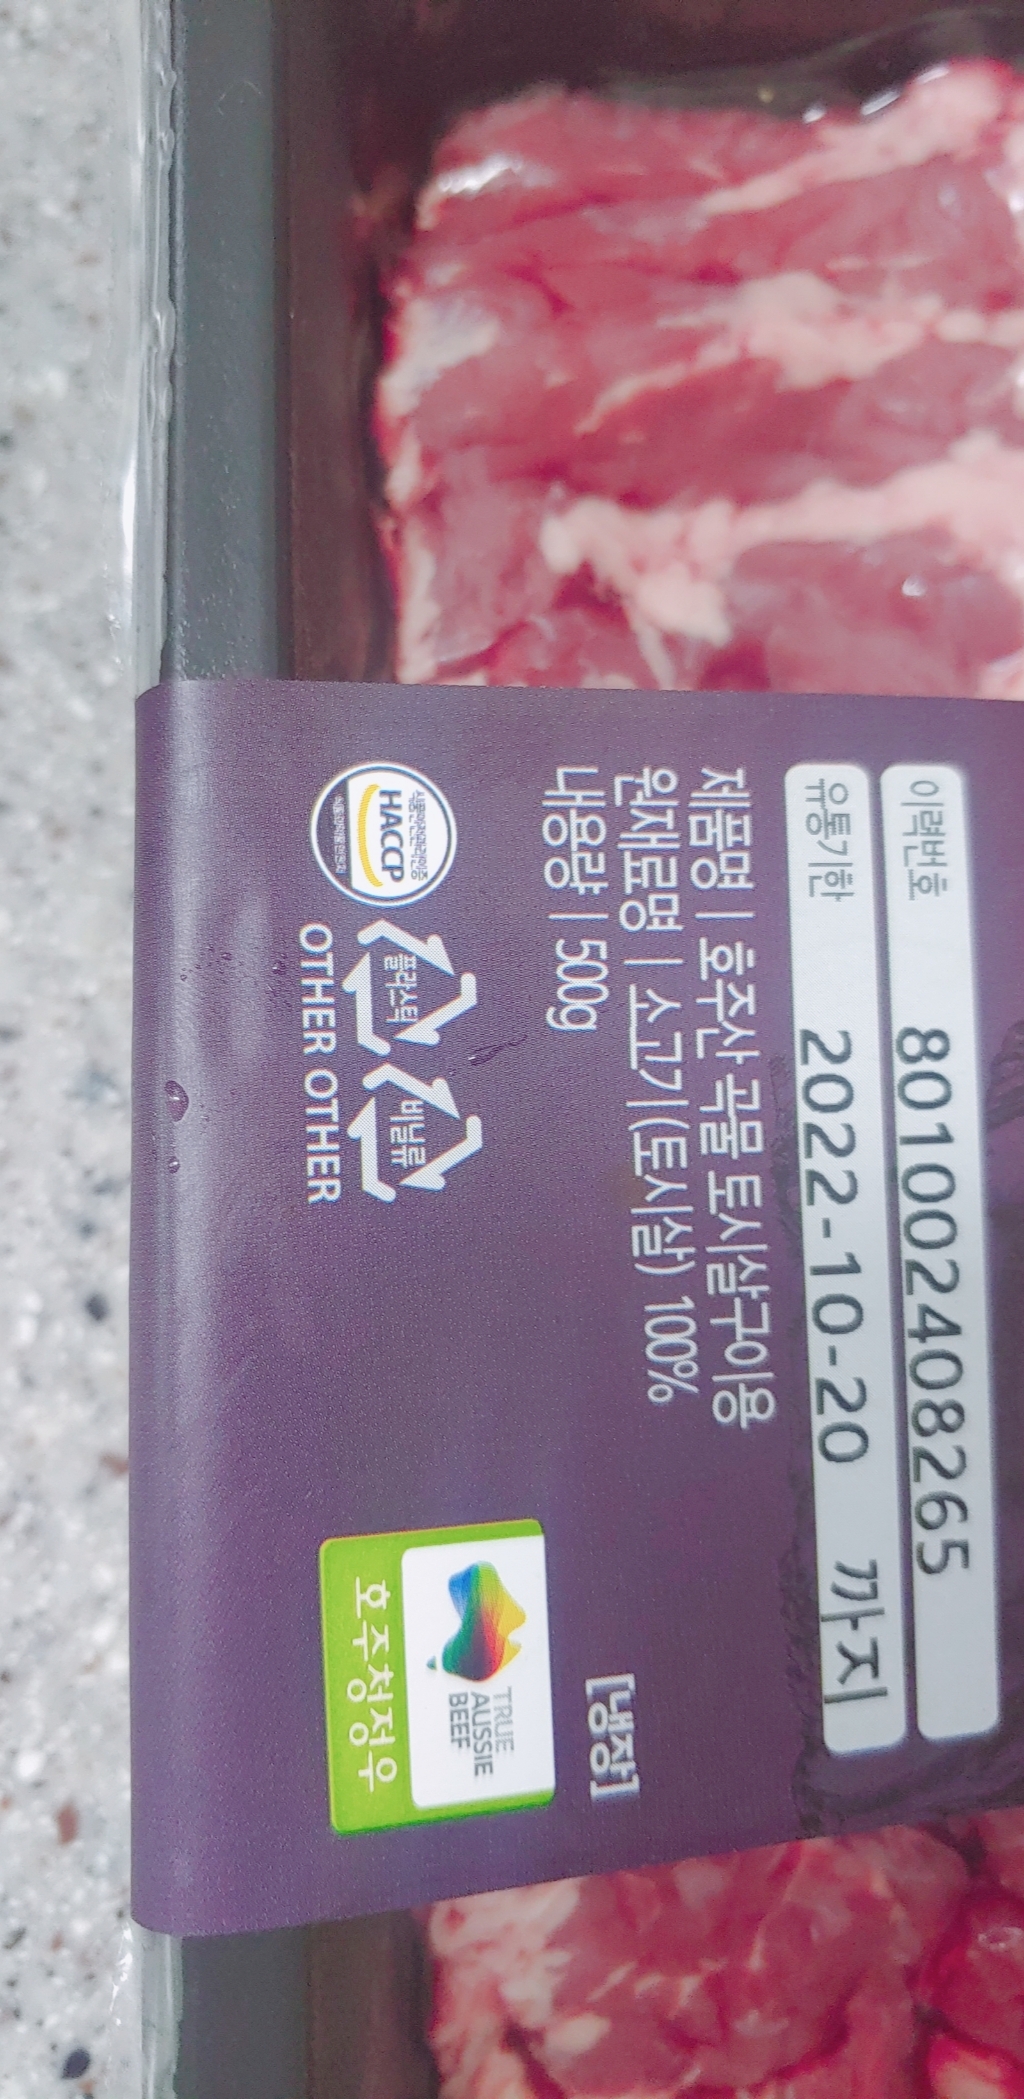 이력번호 801002408265
유통기한 2022-10-20 까지
제품명 | 호주산 곡물 토시살구이용
원재료명 | 소고기(토시살) 100%
내용량 | 500g
[냉장]
HACCP
플라스틱
비닐류
OTHER OTHER
TRUE
AUSSIE
BEEF
호주청정우